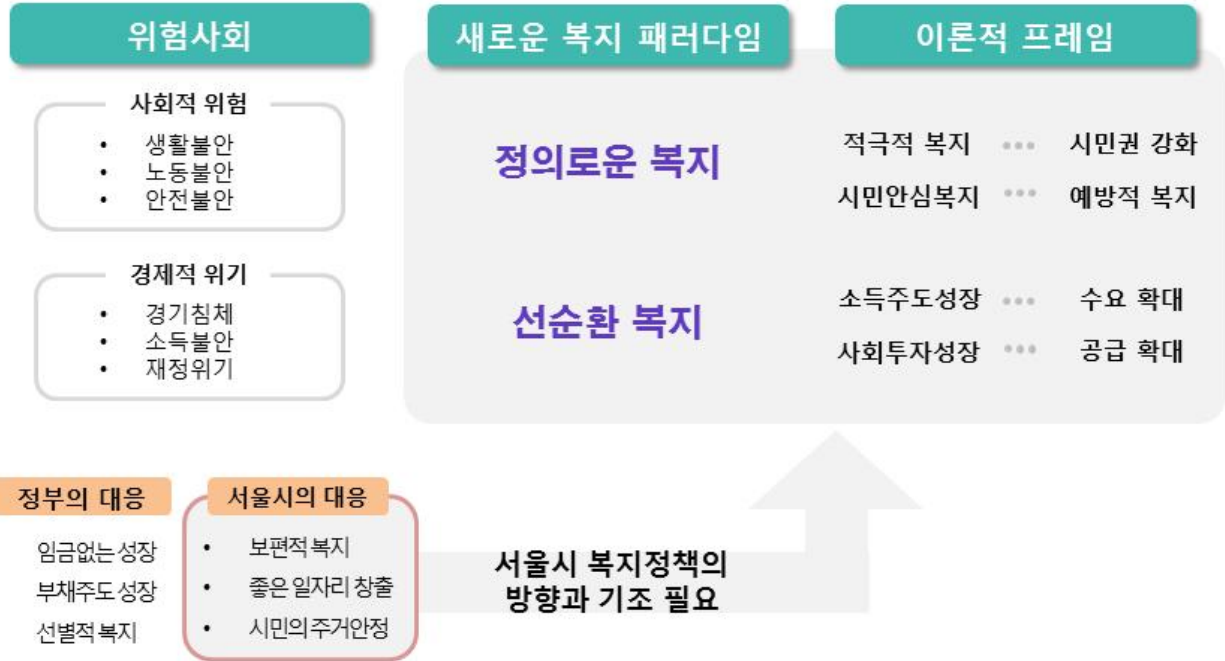 위험사회
사회적 위험
• 생활불안
• 노동불안
• 안전불안
경제적 위기
• 경기침체
• 소득불안
• 재정위기
새로운 복지 패러다임
이론적 프레임
정의로운 복지
적극적 복지 ••• 시민권 강화
시민안심복지 ••• 예방적 복지
선순환 복지
소득주도성장 ••• 수요 확대
사회투자성장 ••• 공급 확대
정부의 대응
임금없는 성장
부채주도 성장
선별적 복지
서울시의 대응
• 보편적 복지
• 좋은 일자리 창출
• 시민의 주거안정
서울시 복지정책의
방향과 기조 필요